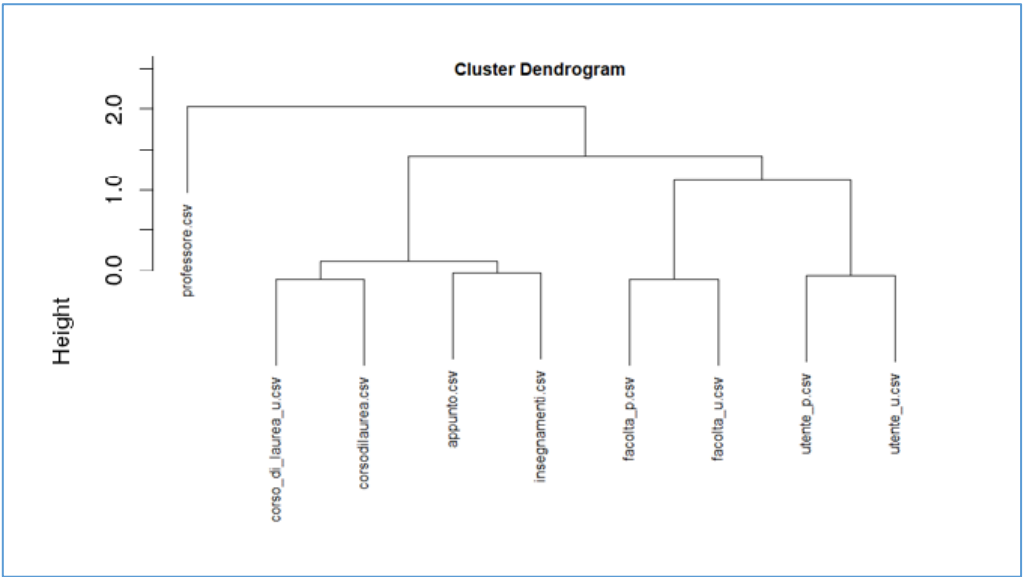 Cluster Dendrogram
Height
2.0
1.0
0.0
professore.csv
corso_di_laurea_u.csv
corsodilaurea.csv
appunto.csv
insegnamenti.csv
facolta_p.csv
facolta_u.csv
utente_p.csv
utente_u.csv